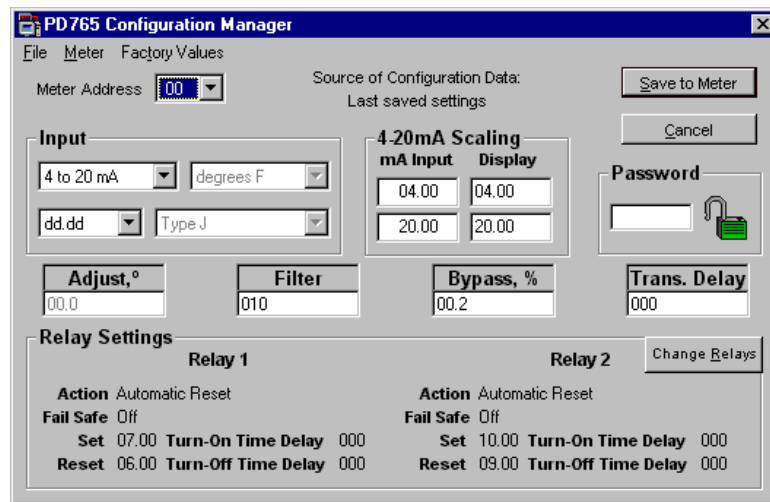 PD765 Configuration Manager
File Meter Factory Values
Meter Address 00
Source of Configuration Data:
Last saved settings
Save to Meter
Cancel
Input
4 to 20 mA degrees F
dd.dd Type J
4-20mA Scaling
mA Input Display
04.00 04.00
20.00 20.00
Password
Adjust,º Filter Bypass, % Trans. Delay
00.0 010 00.2 000
Relay Settings
Change Relays
Relay 1
Action Automatic Reset
Fail Safe Off
Set 07.00 Turn-On Time Delay 000
Reset 06.00 Turn-Off Time Delay 000
Relay 2
Action Automatic Reset
Fail Safe Off
Set 10.00 Turn-On Time Delay 000
Reset 09.00 Turn-Off Time Delay 000